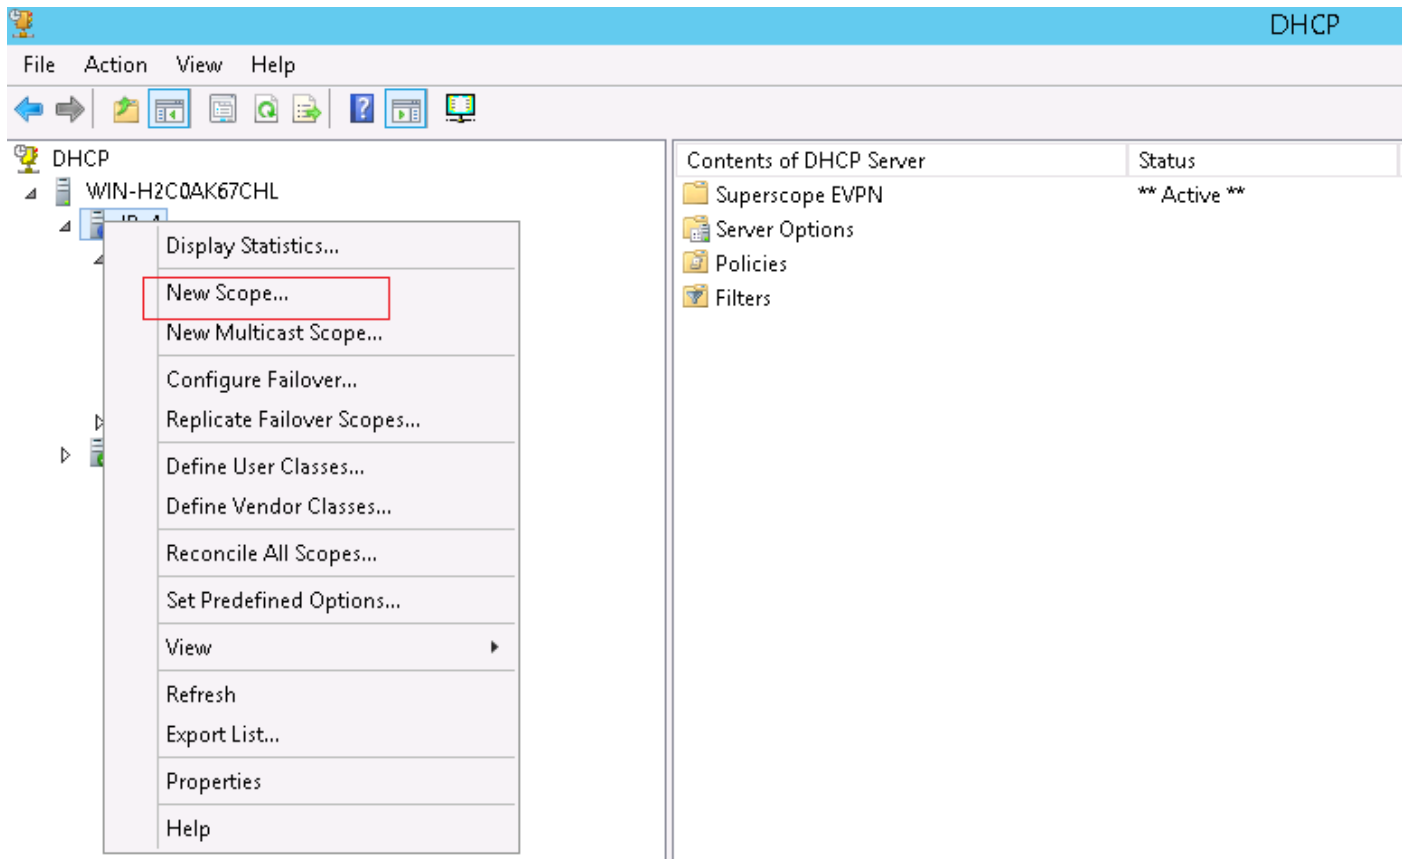 DHCP
File Action View Help
DHCP
WIN-H2C0AK67CHL
Display Statistics...
New Scope...
New Multicast Scope...
Configure Failover...
Replicate Failover Scopes...
Define User Classes...
Define Vendor Classes...
Reconcile All Scopes...
Set Predefined Options...
View
Refresh
Export List...
Properties
Help
Contents of DHCP Server Status
Superscope EVPN ** Active **
Server Options
Policies
Filters